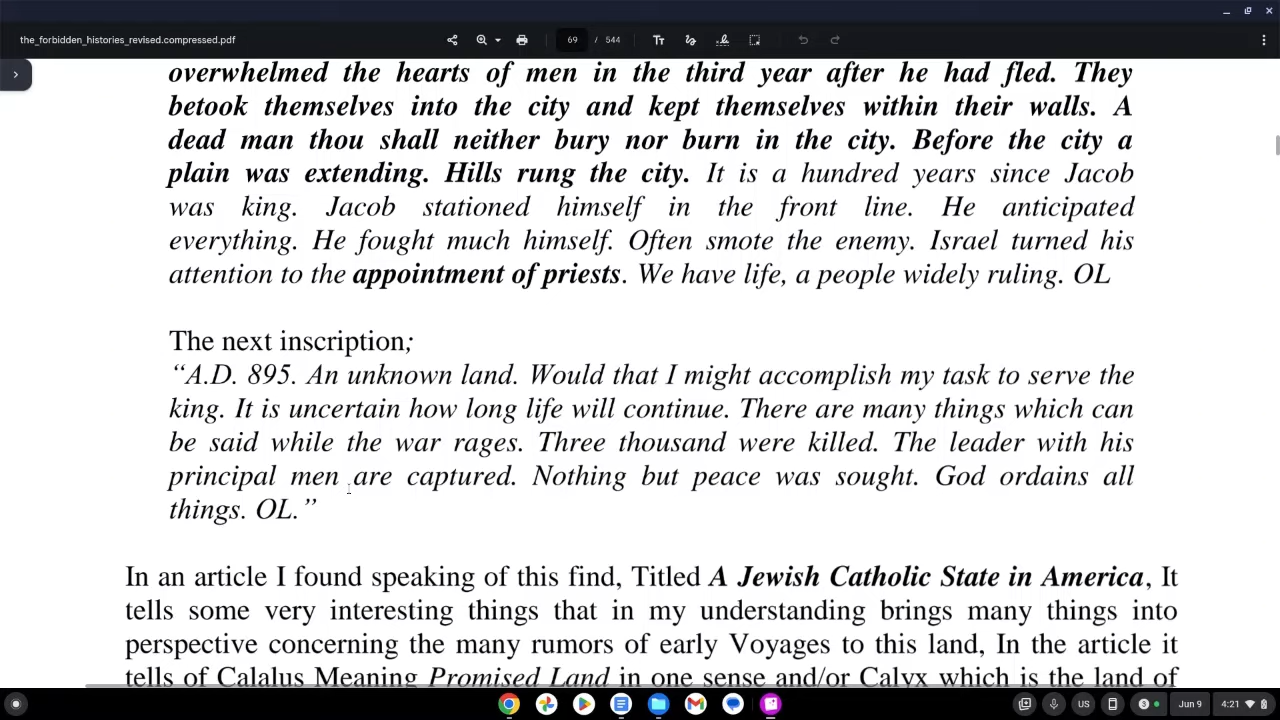 the_forbidden_histories_revised.compressed.pdf
69 / 544
overwhelmed the hearts of men in the third year after he had fled. They
betook themselves into the city and kept themselves within their walls. A
dead man thou shall neither bury nor burn in the city. Before the city a
plain was extending. Hills rung the city. It is a hundred years since Jacob
was king. Jacob stationed himself in the front line. He anticipated
everything. He fought much himself. Often smote the enemy. Israel turned his
attention to the appointment of priests. We have life, a people widely ruling. OL
The next inscription;
“A.D. 895. An unknown land. Would that I might accomplish my task to serve the
king. It is uncertain how long life will continue. There are many things which can
be said while the war rages. Three thousand were killed. The leader with his
principal men are captured. Nothing but peace was sought. God ordains all
things. OL.”
In an article I found speaking of this find, Titled A Jewish Catholic State in America, It
tells some very interesting things that in my understanding brings many things into
perspective concerning the many rumors of early Voyages to this land, In the article it
tells of Calalus Meaning Promised Land in one sense and/or Calyx which is the land of
US
3
Jun 9
4:21